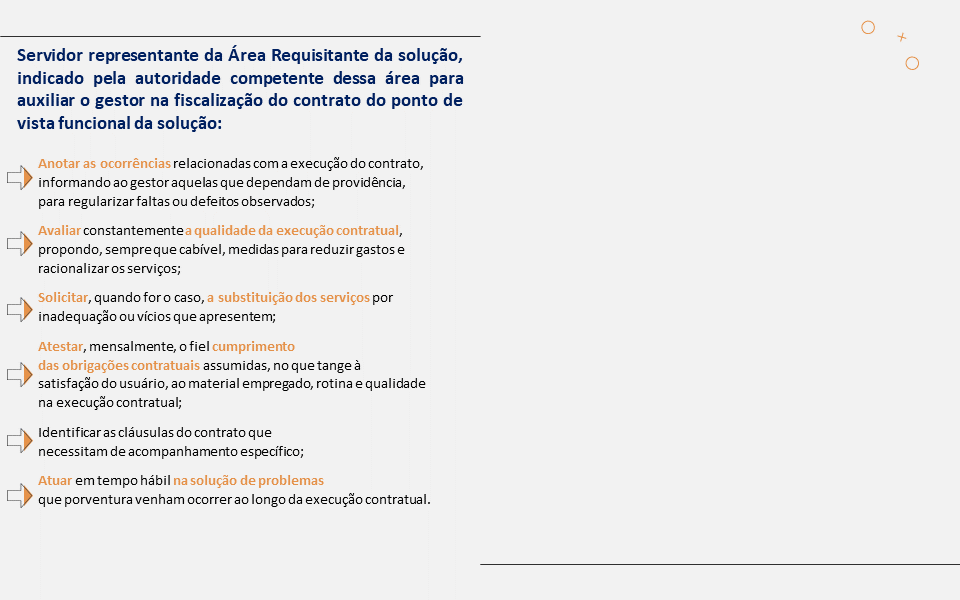 Servidor representante da Área Requisitante da solução,
indicado pela autoridade competente dessa área para
auxiliar o gestor na fiscalização do contrato do ponto de
vista funcional da solução:
Anotar as ocorrências relacionadas com a execução do contrato,
informando ao gestor aquelas que dependam de providência,
para regularizar faltas ou defeitos observados;
Avaliar constantemente a qualidade da execução contratual,
propondo, sempre que cabível, medidas para reduzir gastos e
racionalizar os serviços;
Solicitar, quando for o caso, a substituição dos serviços por
inadequação ou vícios que apresentem;
Atestar, mensalmente, o fiel cumprimento
das obrigações contratuais assumidas, no que tange à
satisfação do usuário, ao material empregado, rotina e qualidade
na execução contratual;
Identificar as cláusulas do contrato que
necessitam de acompanhamento específico;
Atuar em tempo hábil na solução de problemas
que porventura venham ocorrer ao longo da execução contratual.